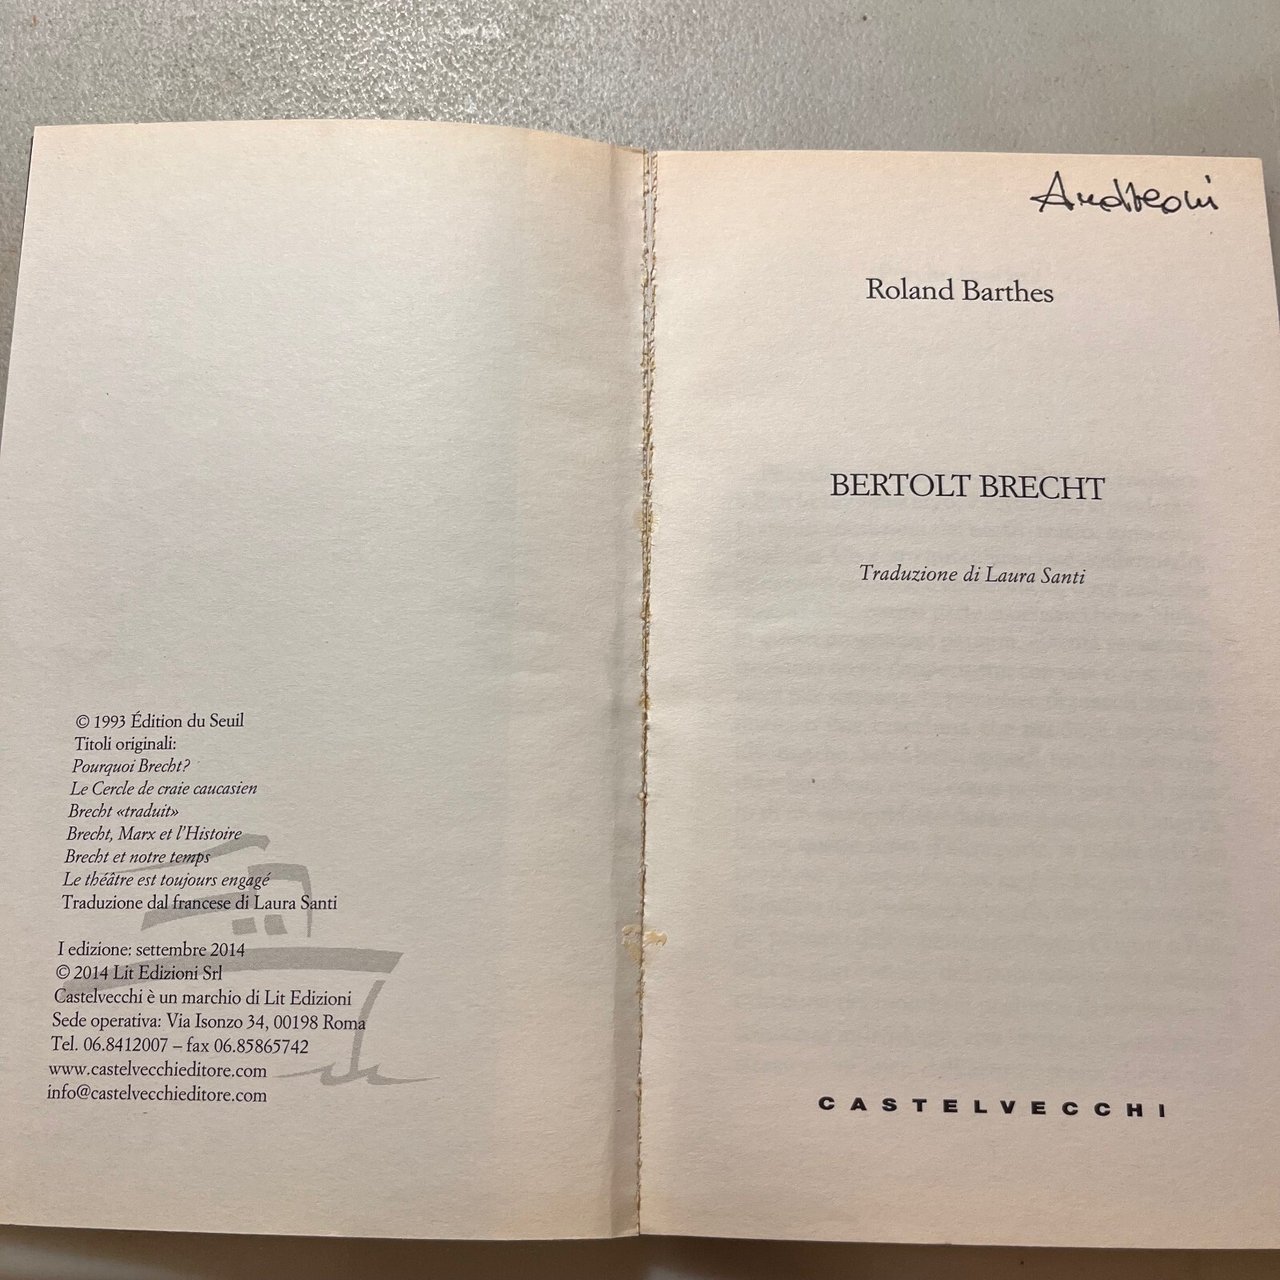 © 1993 Édition du Seuil
Titoli originali:
Pourquoi Brecht?
Le Cercle de craie caucasien
Brecht «traduit»
Brecht, Marx et l'Histoire
Brecht et notre temps
Le théâtre est toujours engagé
Traduzione dal francese di Laura Santi
I edizione: settembre 2014
© 2014 Lit Edizioni Srl
Castelvecchi è un marchio di Lit Edizioni
Sede operativa: Via Isonzo 34, 00198 Roma
Tel. 06.8412007 – fax 06.85865742
www.castelvecchieditore.com
info@castelvecchieditore.com
Roland Barthes
BERTOLT BRECHT
Traduzione di Laura Santi
CASTELVECCHI